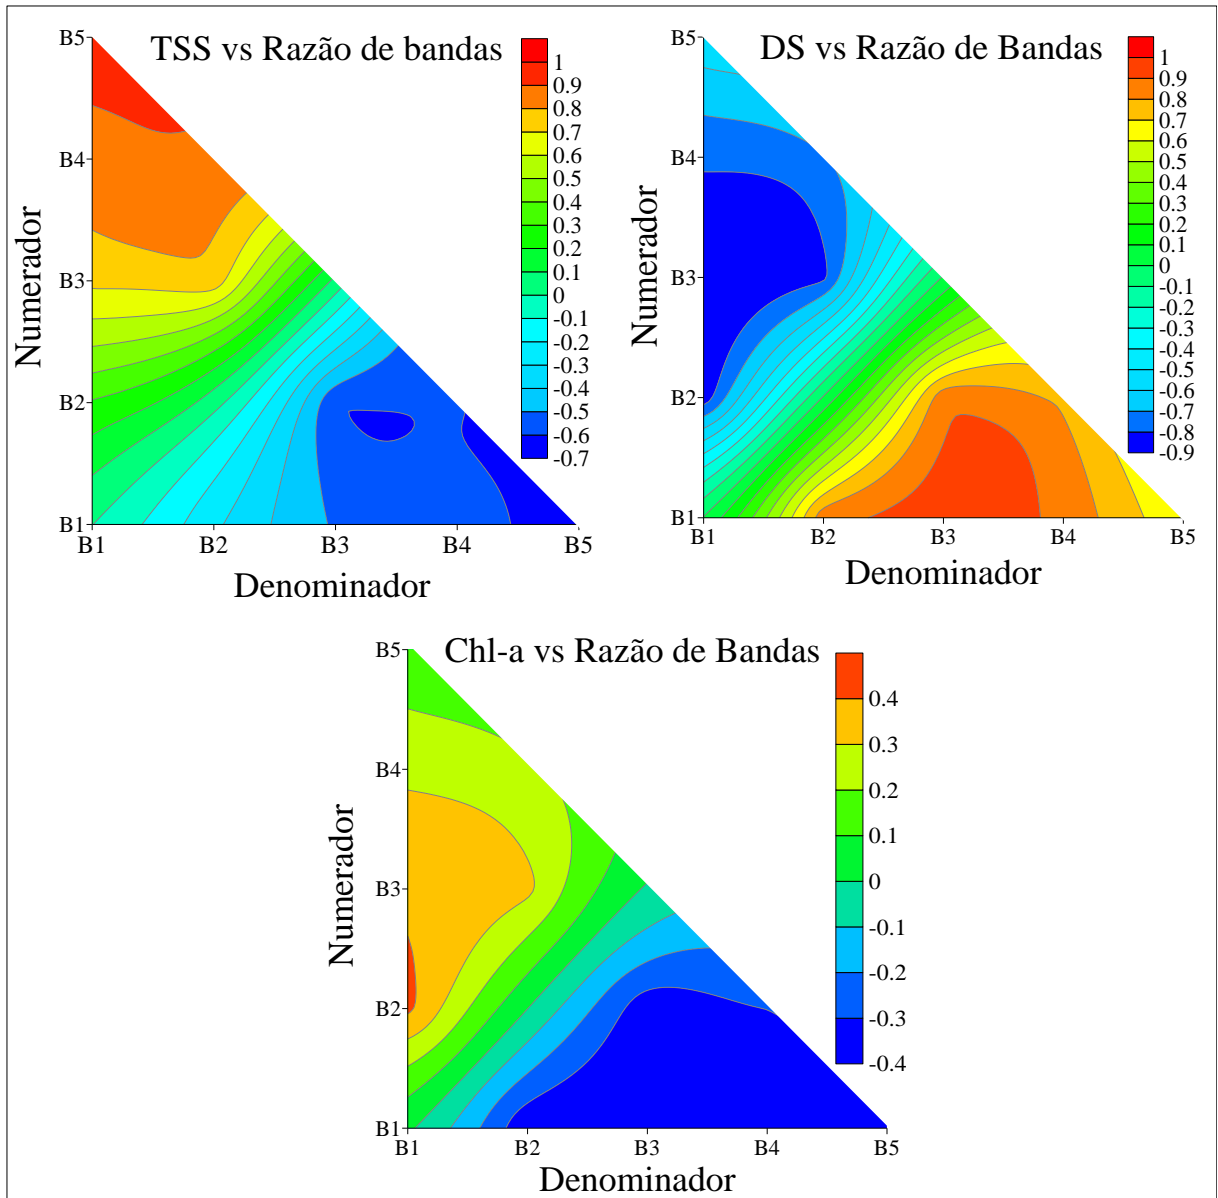 TSS vs Razão de bandas
B5
B4
B3
B2
B1
Numerador
B1 B2 B3 B4 B5
Denominador
1
0.9
0.8
0.7
0.6
0.5
0.4
0.3
0.2
0.1
0
-0.1
-0.3
-0.4
-0.5
-0.6
-0.7
DS vs Razão de Bandas
B5
B4
B3
B2
B1
Numerador
B1 B2 B3 B4 B5
Denominador
1
0.9
0.8
0.7
0.6
0.5
0.4
0.3
0.2
0.1
0
-0.1
-0.2
-0.3
-0.4
-0.5
-0.6
-0.7
-0.8
-0.9
Chl-a vs Razão de Bandas
B5
B4
B3
B2
B1
Numerador
B1 B2 B3 B4 B5
Denominador
0.4
0.3
0.2
0.1
0
-0.1
-0.2
-0.3
-0.4